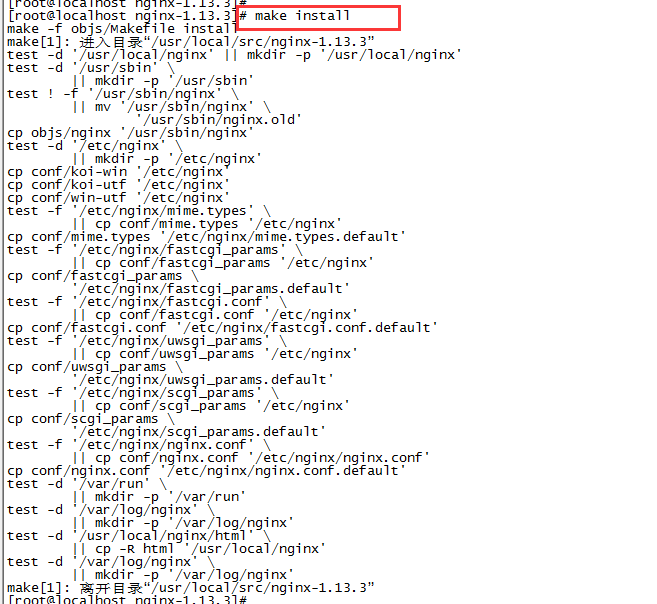 [root@localhost nginx-1.13.3]#
[root@localhost nginx-1.13.3]# make install
make -f objs/Makefile install
make[1]: 进入目录“/usr/local/src/nginx-1.13.3”
test -d '/usr/local/nginx' || mkdir -p '/usr/local/nginx'
test -d '/usr/sbin' \
        || mkdir -p '/usr/sbin'
test ! -f '/usr/sbin/nginx' \
        || mv '/usr/sbin/nginx' \
                '/usr/sbin/nginx.old'
cp objs/nginx '/usr/sbin/nginx'
test -d '/etc/nginx' \
        || mkdir -p '/etc/nginx'
cp conf/koi-win '/etc/nginx'
cp conf/koi-utf '/etc/nginx'
cp conf/win-utf '/etc/nginx'
test -f '/etc/nginx/mime.types' \
        || cp conf/mime.types '/etc/nginx'
cp conf/mime.types '/etc/nginx/mime.types.default'
test -f '/etc/nginx/fastcgi_params' \
        || cp conf/fastcgi_params '/etc/nginx'
cp conf/fastcgi_params \
        '/etc/nginx/fastcgi_params.default'
test -f '/etc/nginx/fastcgi.conf' \
        || cp conf/fastcgi.conf '/etc/nginx'
cp conf/fastcgi.conf '/etc/nginx/fastcgi.conf.default'
test -f '/etc/nginx/uwsgi_params' \
        || cp conf/uwsgi_params '/etc/nginx'
cp conf/uwsgi_params \
        '/etc/nginx/uwsgi_params.default'
test -f '/etc/nginx/scgi_params' \
        || cp conf/scgi_params '/etc/nginx'
cp conf/scgi_params \
        '/etc/nginx/scgi_params.default'
test -f '/etc/nginx/nginx.conf' \
        || cp conf/nginx.conf '/etc/nginx/nginx.conf'
cp conf/nginx.conf '/etc/nginx/nginx.conf.default'
test -d '/var/run' \
        || mkdir -p '/var/run'
test -d '/var/log/nginx' \
        || mkdir -p '/var/log/nginx'
test -d '/usr/local/nginx/html' \
        || cp -R html '/usr/local/nginx'
test -d '/var/log/nginx' \
        || mkdir -p '/var/log/nginx'
make[1]: 离开目录“/usr/local/src/nginx-1.13.3”
[root@localhost nginx-1.13.3]#